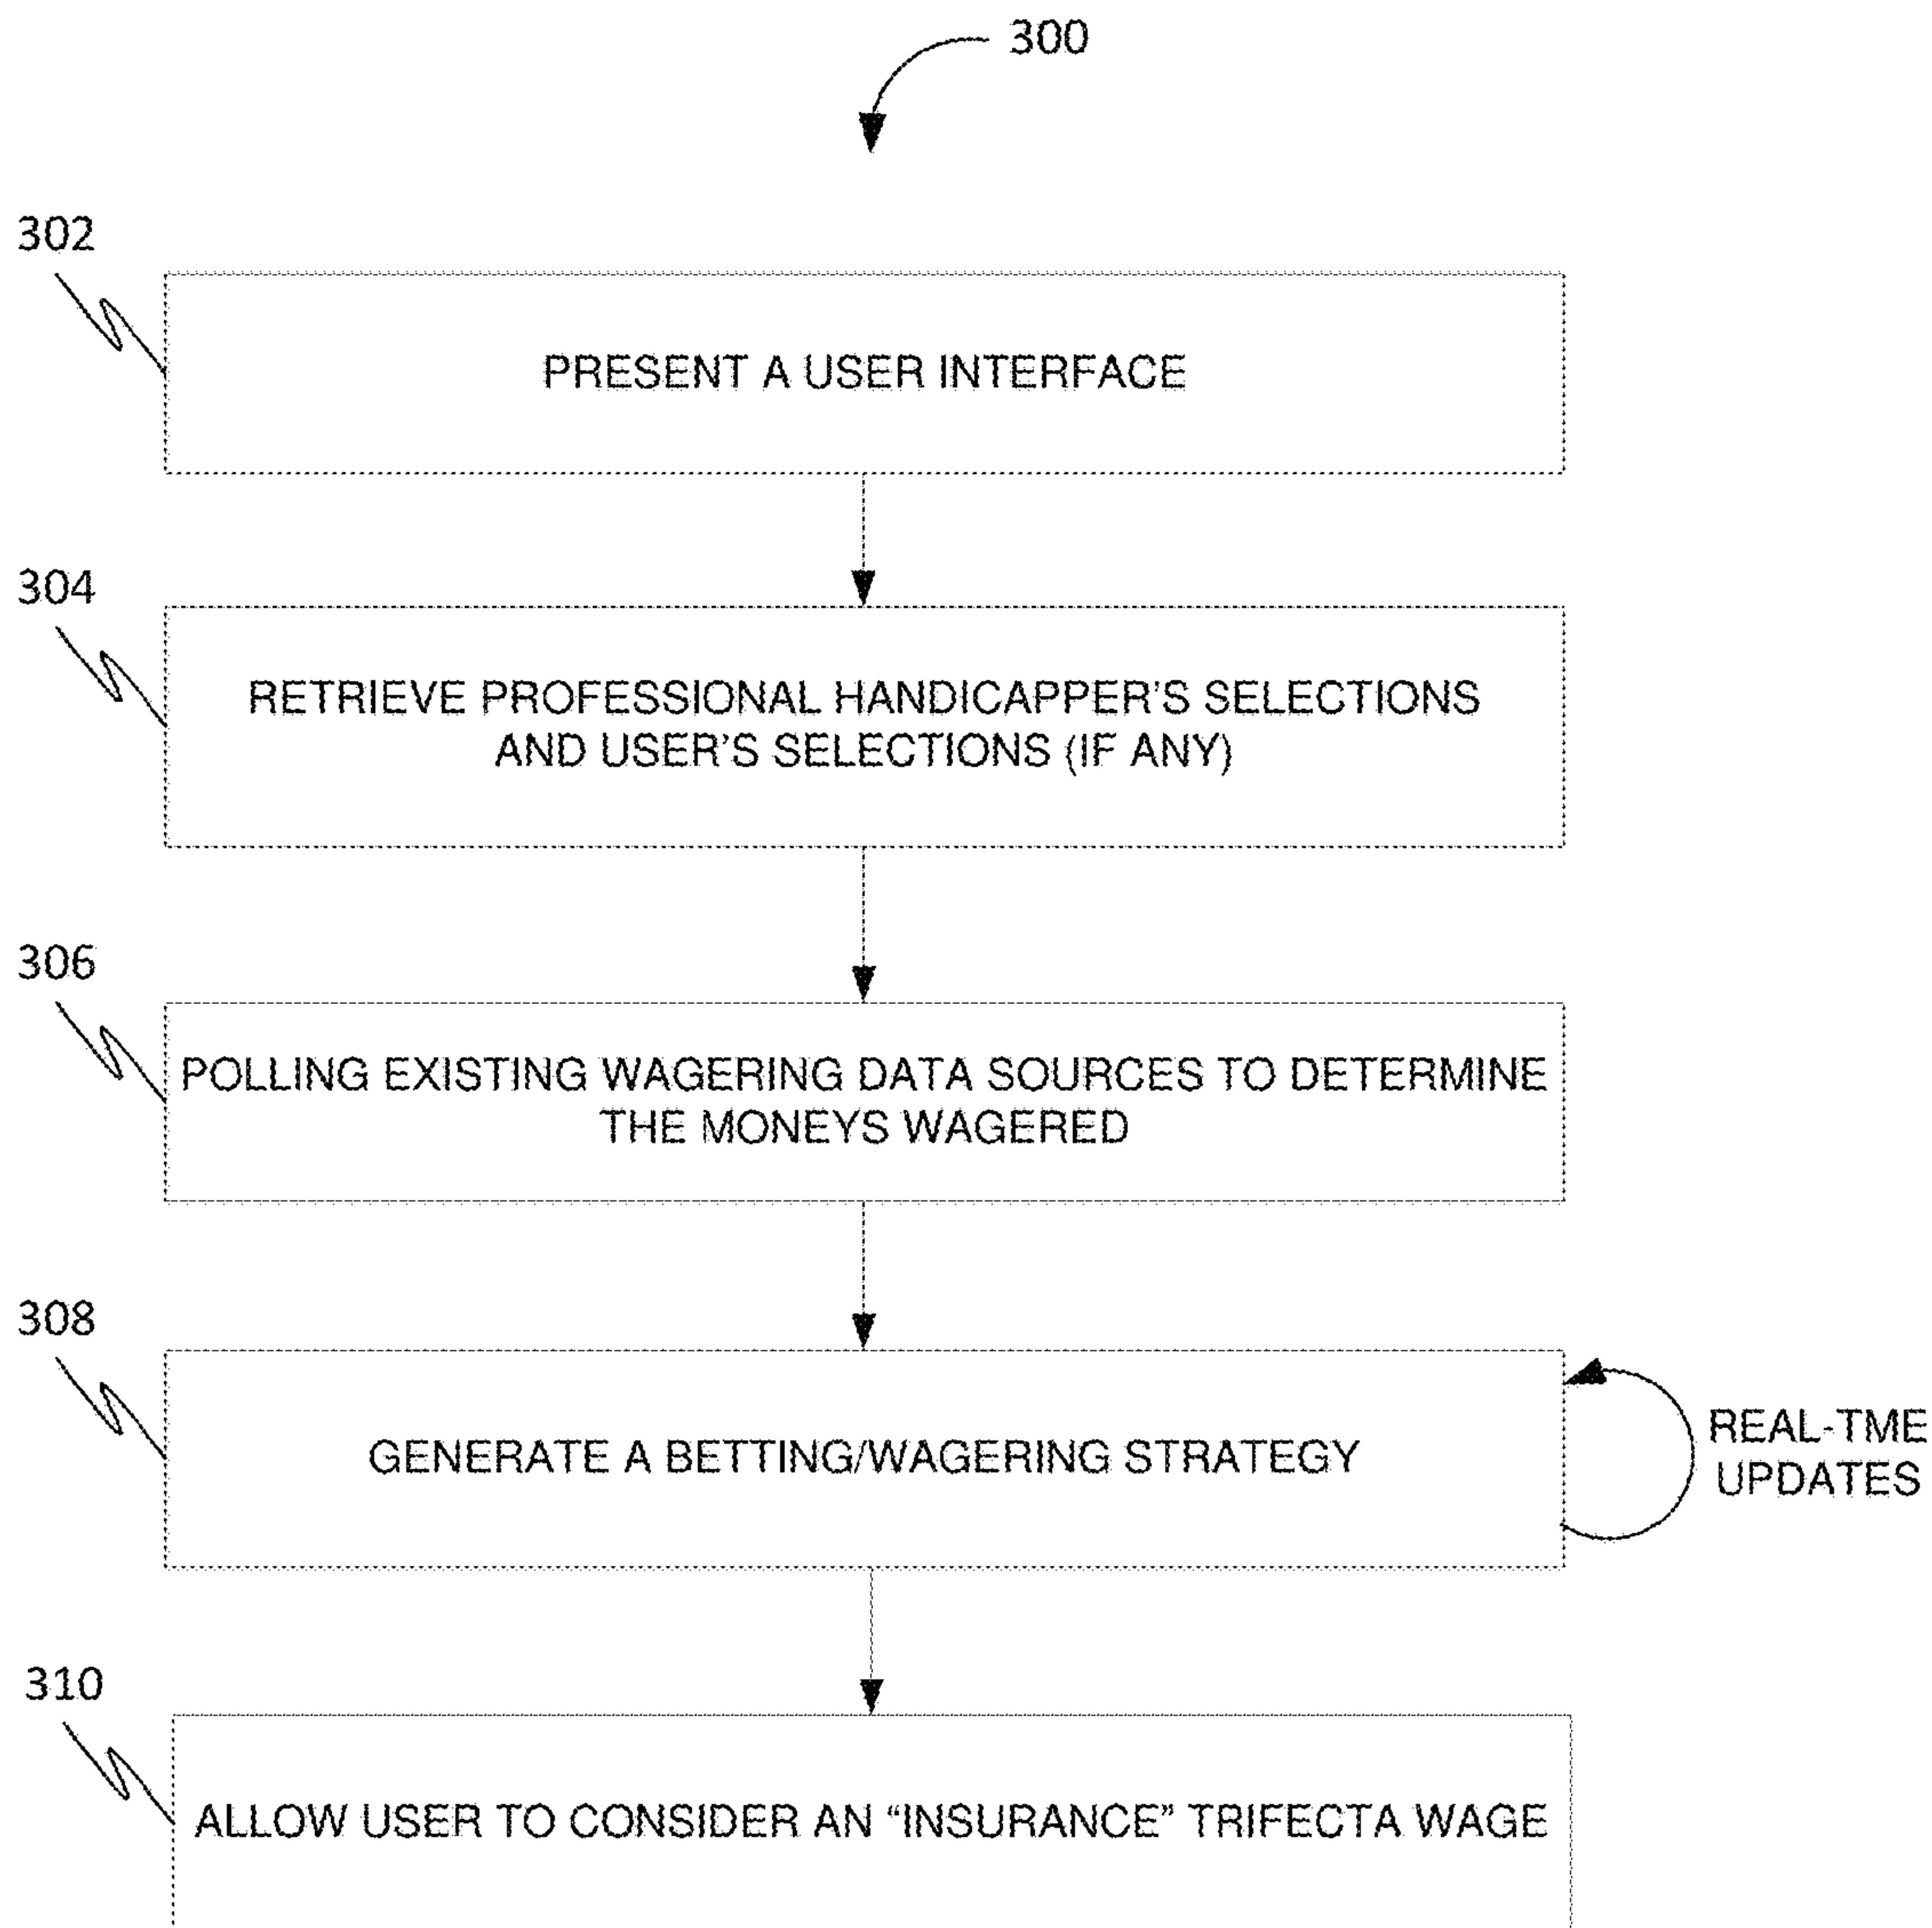 300
302
PRESENT A USER INTERFACE
304
RETRIEVE PROFESSIONAL HANDICAPPER'S SELECTIONS
AND USER'S SELECTIONS (IF ANY)
306
POLLING EXISTING WAGERING DATA SOURCES TO DETERMINE
THE MONEYS WAGERED
308
GENERATE A BETTING/WAGERING STRATEGY
REAL-TME
UPDATES
310
ALLOW USER TO CONSIDER AN “INSURANCE” TRIFECTA WAGE